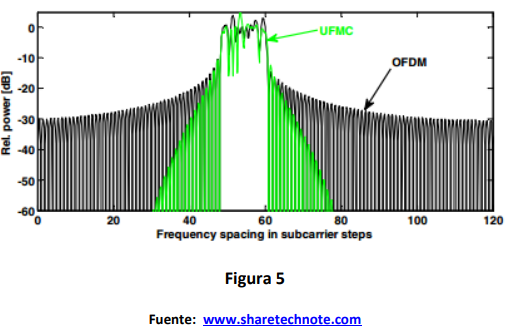 0
UFMC
-10
OFDM
-20
Rel. power [dB]
-30
-40
-50
-60
0 20 40 60 80 100 120
Frequency spacing in subcarrier steps
Figura 5
Fuente: www.sharetechnote.com